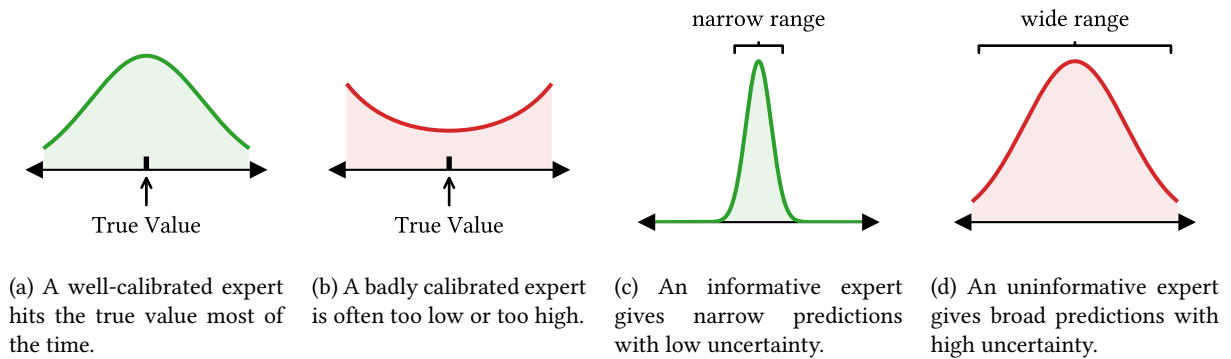 narrow range
wide range
True Value
True Value
(a) A well-calibrated expert
hits the true value most of
the time.
(b) A badly calibrated expert
is often too low or too high.
(c) An informative expert
gives narrow predictions
with low uncertainty.
(d) An uninformative expert
gives broad predictions with
high uncertainty.